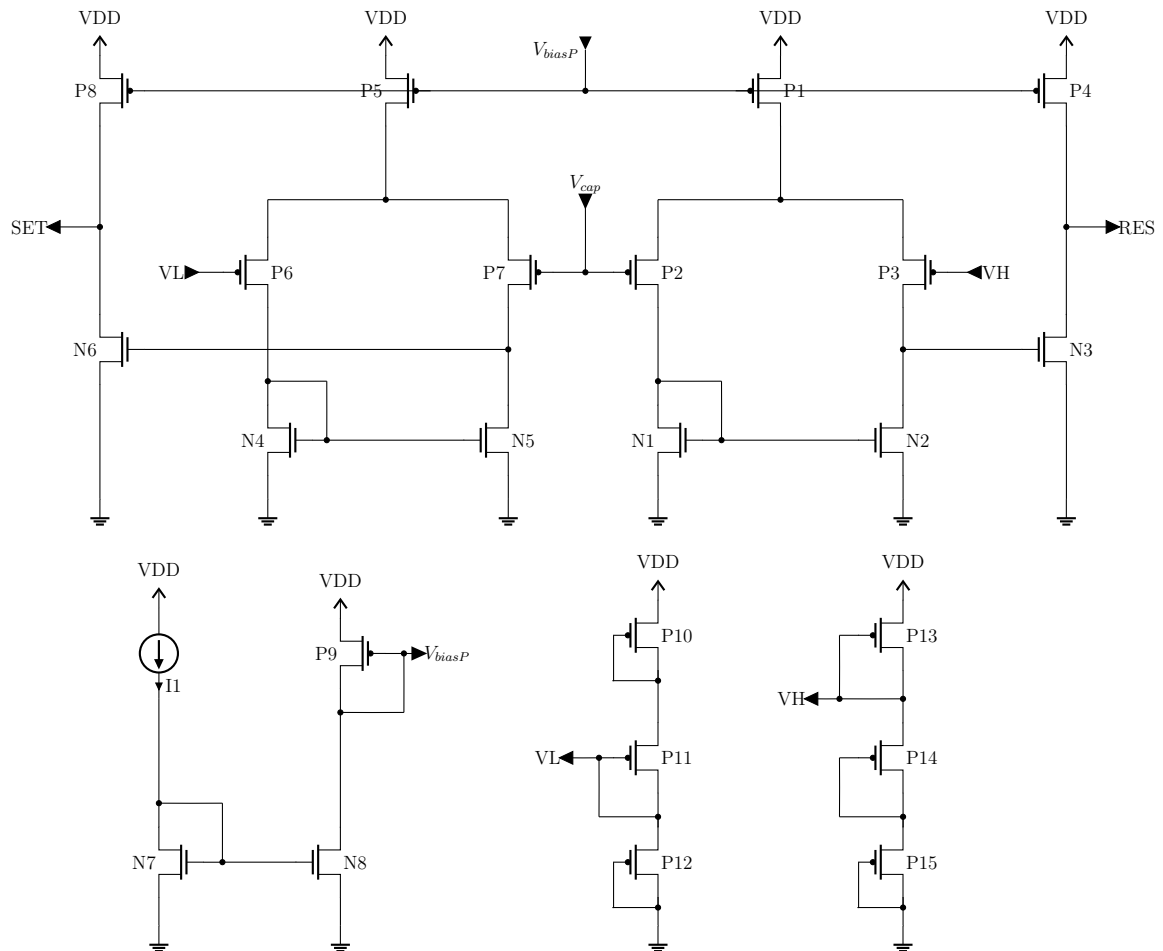 VDD VDD VDD VDD
V_biasP
P8 P5 P1 P4
V_cap
SET RES
VL P6 P7 P2 P3 VH
N6 N3
N4 N5 N1 N2
VDD VDD VDD VDD
P9 V_biasP P10 P13
I1 VH
VL P11 P14
N7 N8 P12 P15